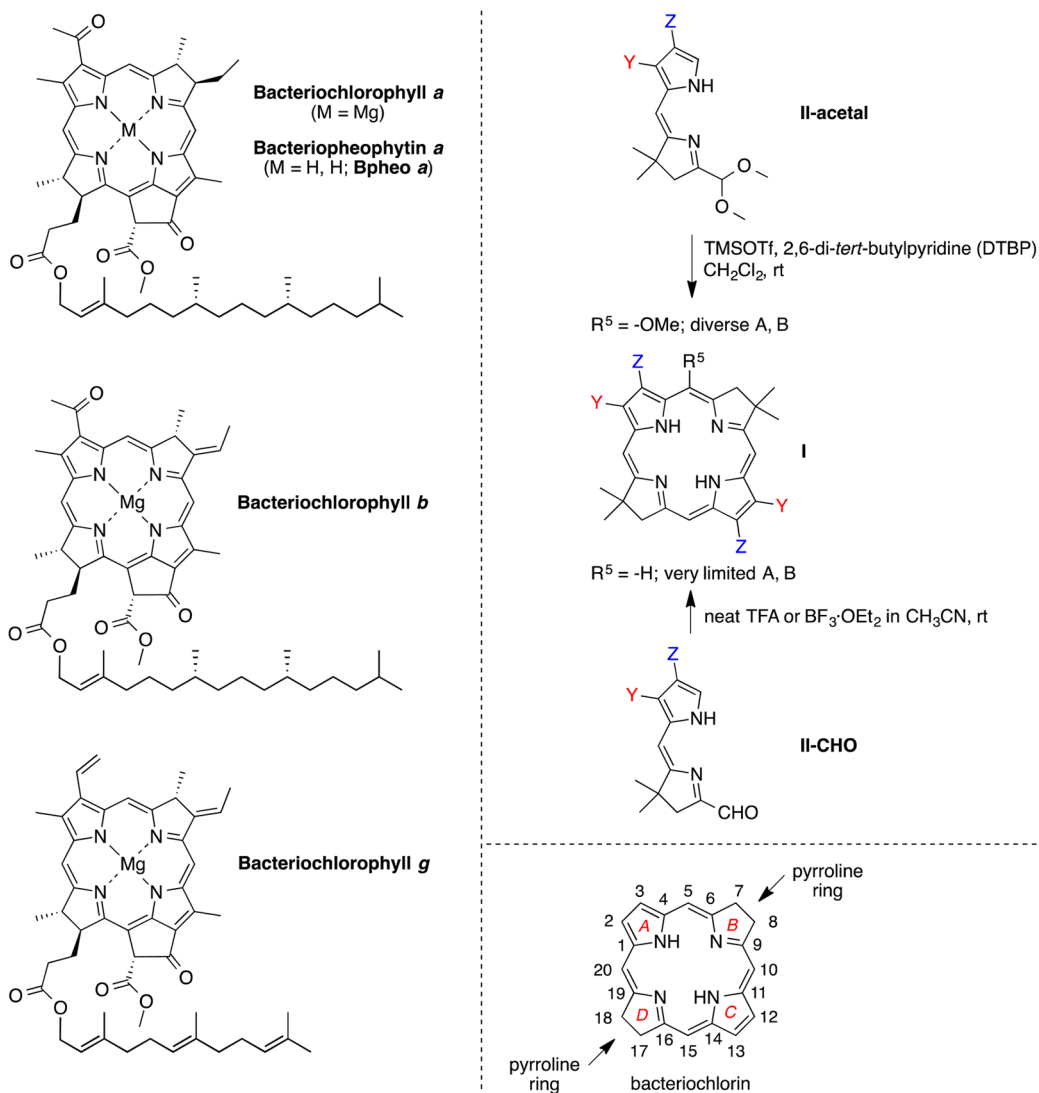 O
N
N
M
N
N
O
O
O
O
O
Bacteriochlorophyll a
(M = Mg)
Bacteriopheophytin a
(M = H, H; Bpheo a)
O
N
N
Mg
N
N
O
O
O
O
O
Bacteriochlorophyll b
N
N
Mg
N
N
O
O
O
O
O
Bacteriochlorophyll g
Z
Y
NH
N
O
O
II-acetal
TMSOTf, 2,6-di-tert-butylpyridine (DTBP)
CH2Cl2, rt
R5 = -OMe; diverse A, B
Z
R5
Y
NH
N
N
HN
Y
Z
I
R5 = -H; very limited A, B
neat TFA or BF3·OEt2 in CH3CN, rt
Z
Y
NH
N
CHO
II-CHO
pyrroline
ring
3 4 5 6 7
2 A B 8
1 NH N 9
20 10
19 N HN 11
18 D C 12
17 16 15 14 13
pyrroline
ring
bacteriochlorin